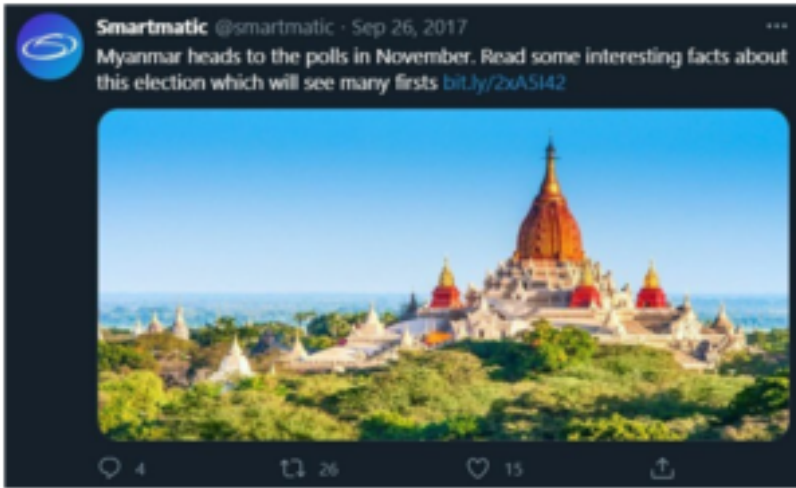 Smartmatic @smartmatic · Sep 26, 2017
Myanmar heads to the polls in November. Read some interesting facts about
this election which will see many firsts bit.ly/2xA5I42
4 26 15